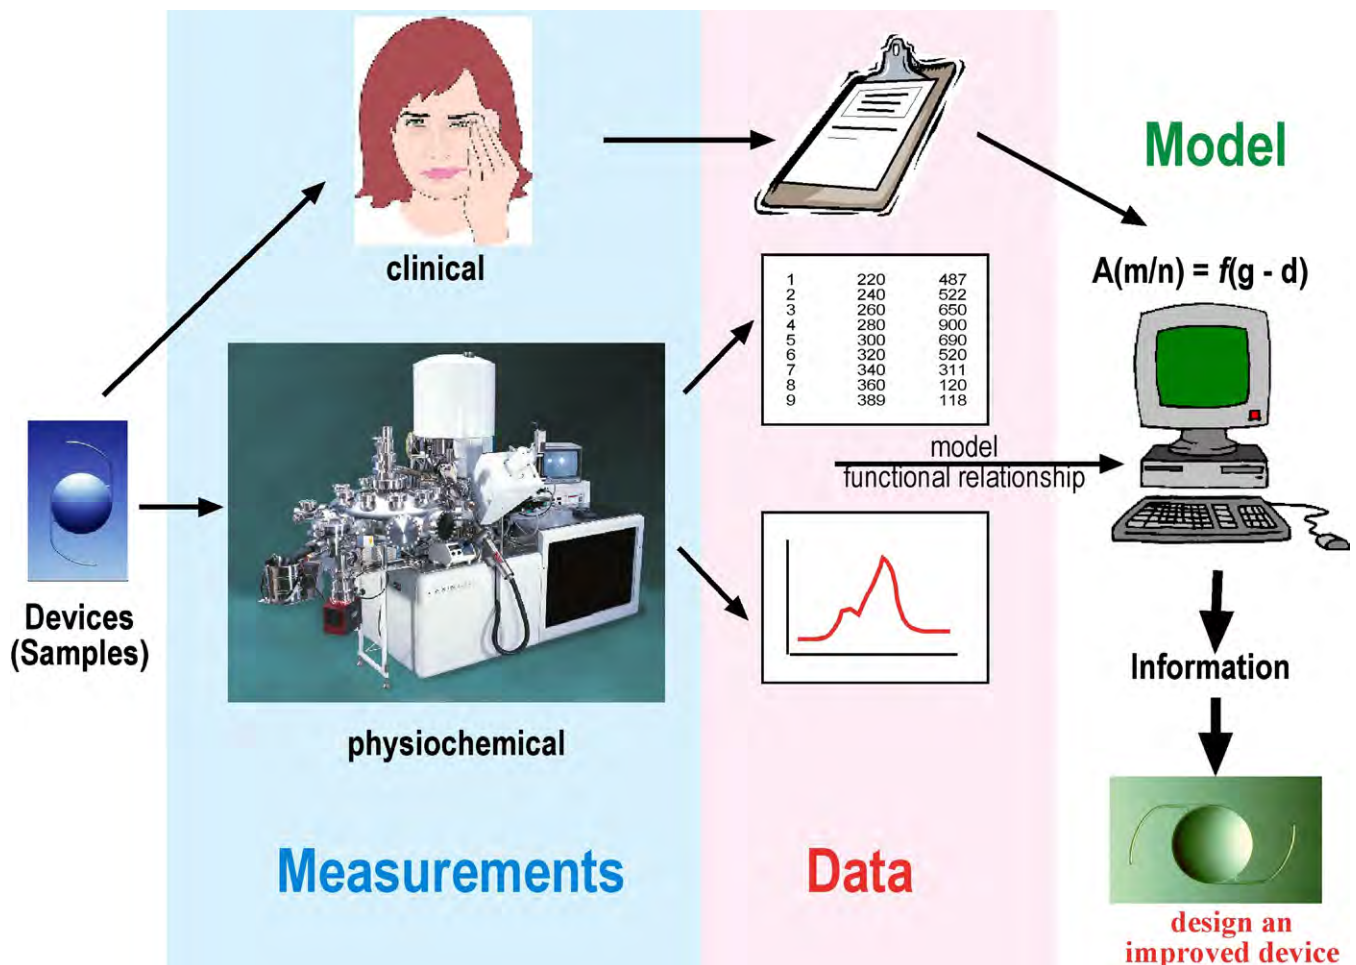 Model
clinical
A(m/n) = f(g - d)
1 220 487
2 240 522
3 260 650
4 280 900
5 300 690
6 320 520
7 340 311
8 360 120
9 389 118
model
functional relationship
Devices
(Samples)
Information
physiochemical
Measurements
Data
design an
improved device